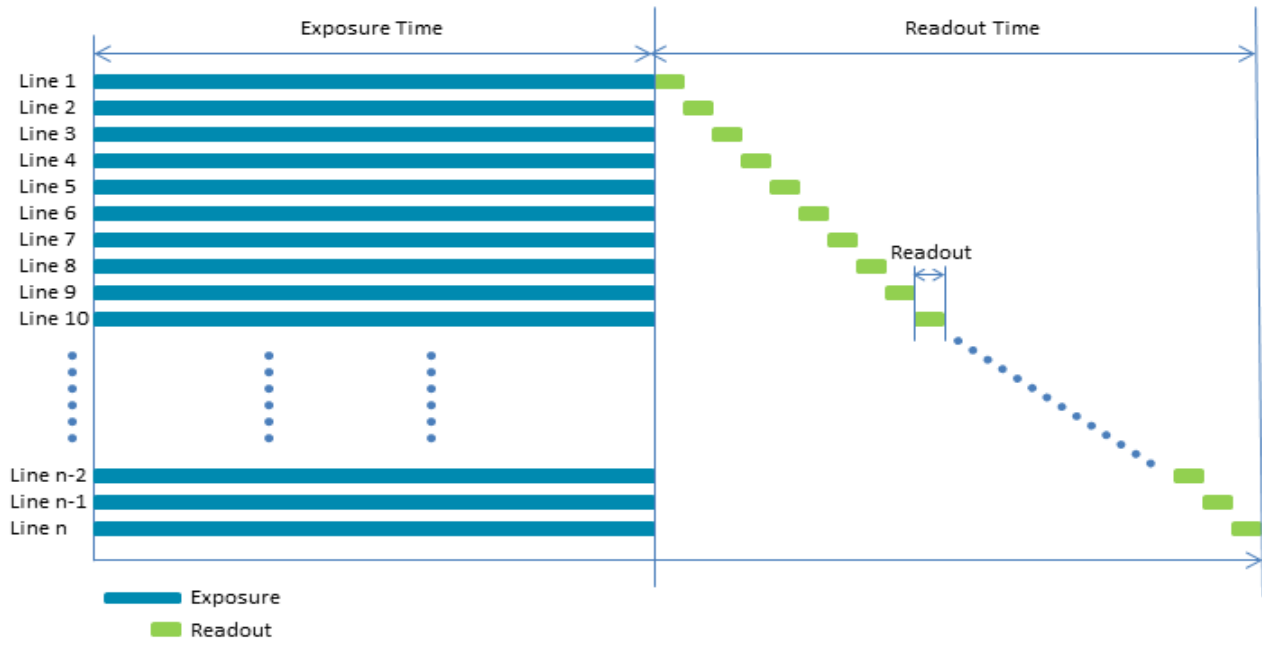 Exposure Time
Readout Time
Line 1
Line 2
Line 3
Line 4
Line 5
Line 6
Line 7
Line 8
Readout
Line 9
Line 10
Line n-2
Line n-1
Line n
Exposure
Readout